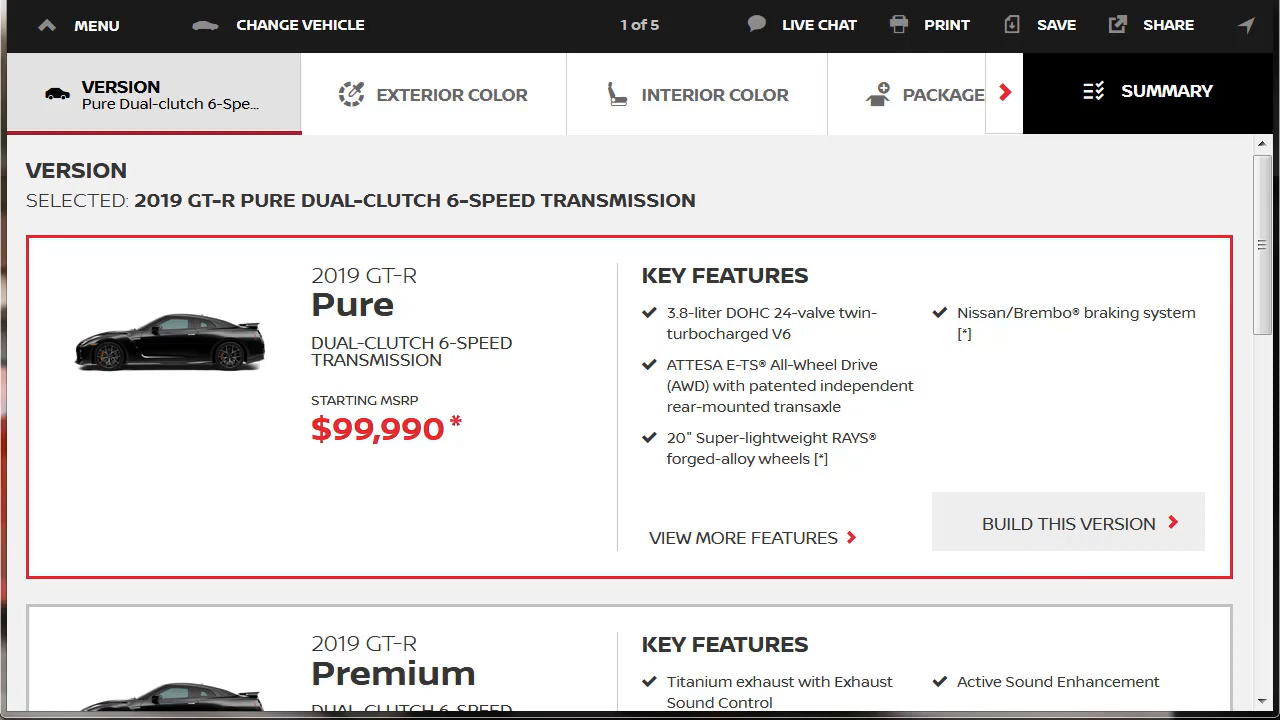 MENU
CHANGE VEHICLE
1 of 5
LIVE CHAT
PRINT
SAVE
SHARE
VERSION
Pure Dual-clutch 6-Spe...
EXTERIOR COLOR
INTERIOR COLOR
PACKAGE
SUMMARY
VERSION
SELECTED: 2019 GT-R PURE DUAL-CLUTCH 6-SPEED TRANSMISSION
2019 GT-R
Pure
DUAL-CLUTCH 6-SPEED
TRANSMISSION
STARTING MSRP
$99,990*
KEY FEATURES
3.8-liter DOHC 24-valve twin-
turbocharged V6
ATTESA E-TS® All-Wheel Drive
(AWD) with patented independent
rear-mounted transaxle
20" Super-lightweight RAYS®
forged-alloy wheels [*]
Nissan/Brembo® braking system
[*]
VIEW MORE FEATURES
BUILD THIS VERSION
2019 GT-R
Premium
DUAL-CLUTCH 6-SPEED
KEY FEATURES
Titanium exhaust with Exhaust
Sound Control
Active Sound Enhancement